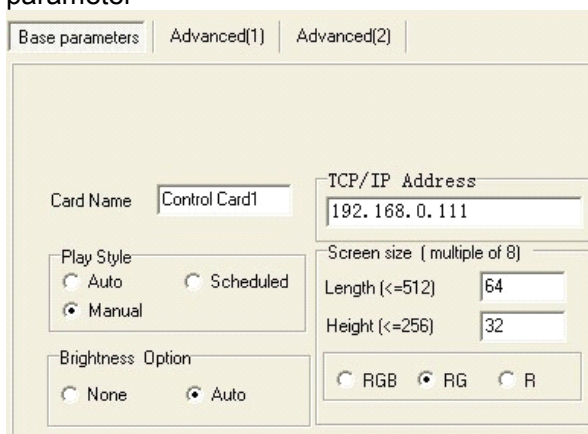 parameter
Base parameters Advanced(1) Advanced(2)
Card Name Control Card1
TCP/IP Address
192.168.0.111
Play Style
Auto Scheduled
Manual
Screen size ( multiple of 8)
Length (<=512) 64
Height (<=256) 32
Brightness Option
None Auto
RGB RG R